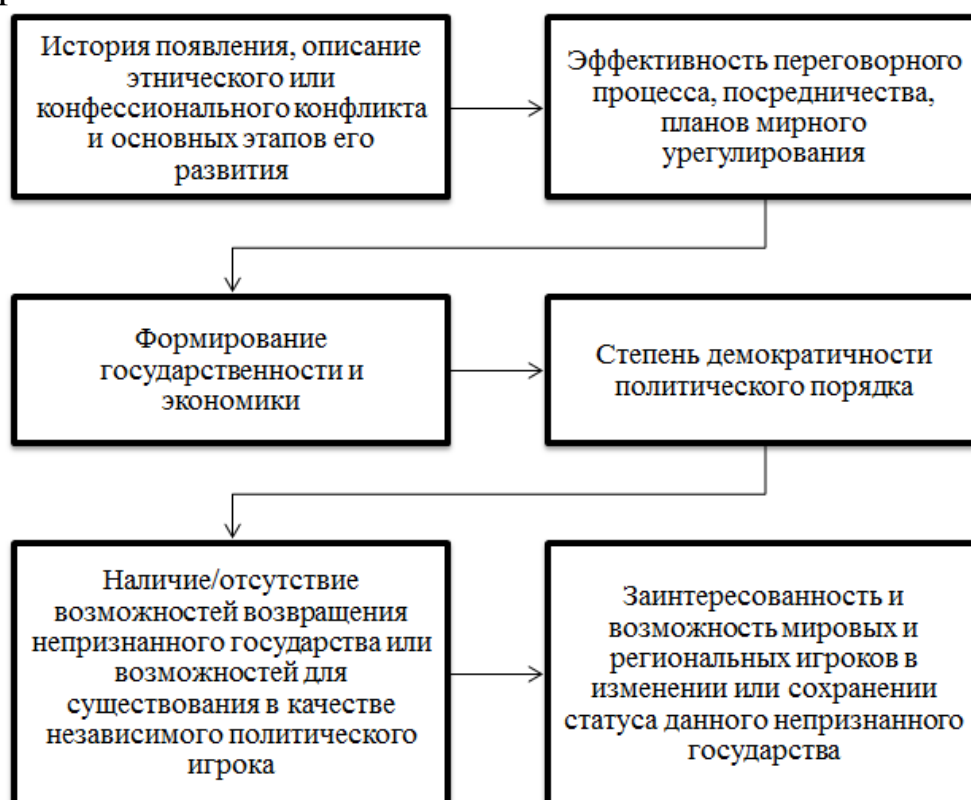 История появления, описание
этнического или
конфессионального конфликта
и основных этапов его
развития
Эффективность переговорного
процесса, посредничества,
планов мирного
урегулирования
Формирование
государственности и
экономики
Степень демократичности
политического порядка
Наличие/отсутствие
возможностей возвращения
непризнанного государства или
возможностей для
существования в качестве
независимого политического
игрока
Заинтересованность и
возможность мировых и
региональных игроков в
изменении или сохранении
статуса данного непризнанного
государства